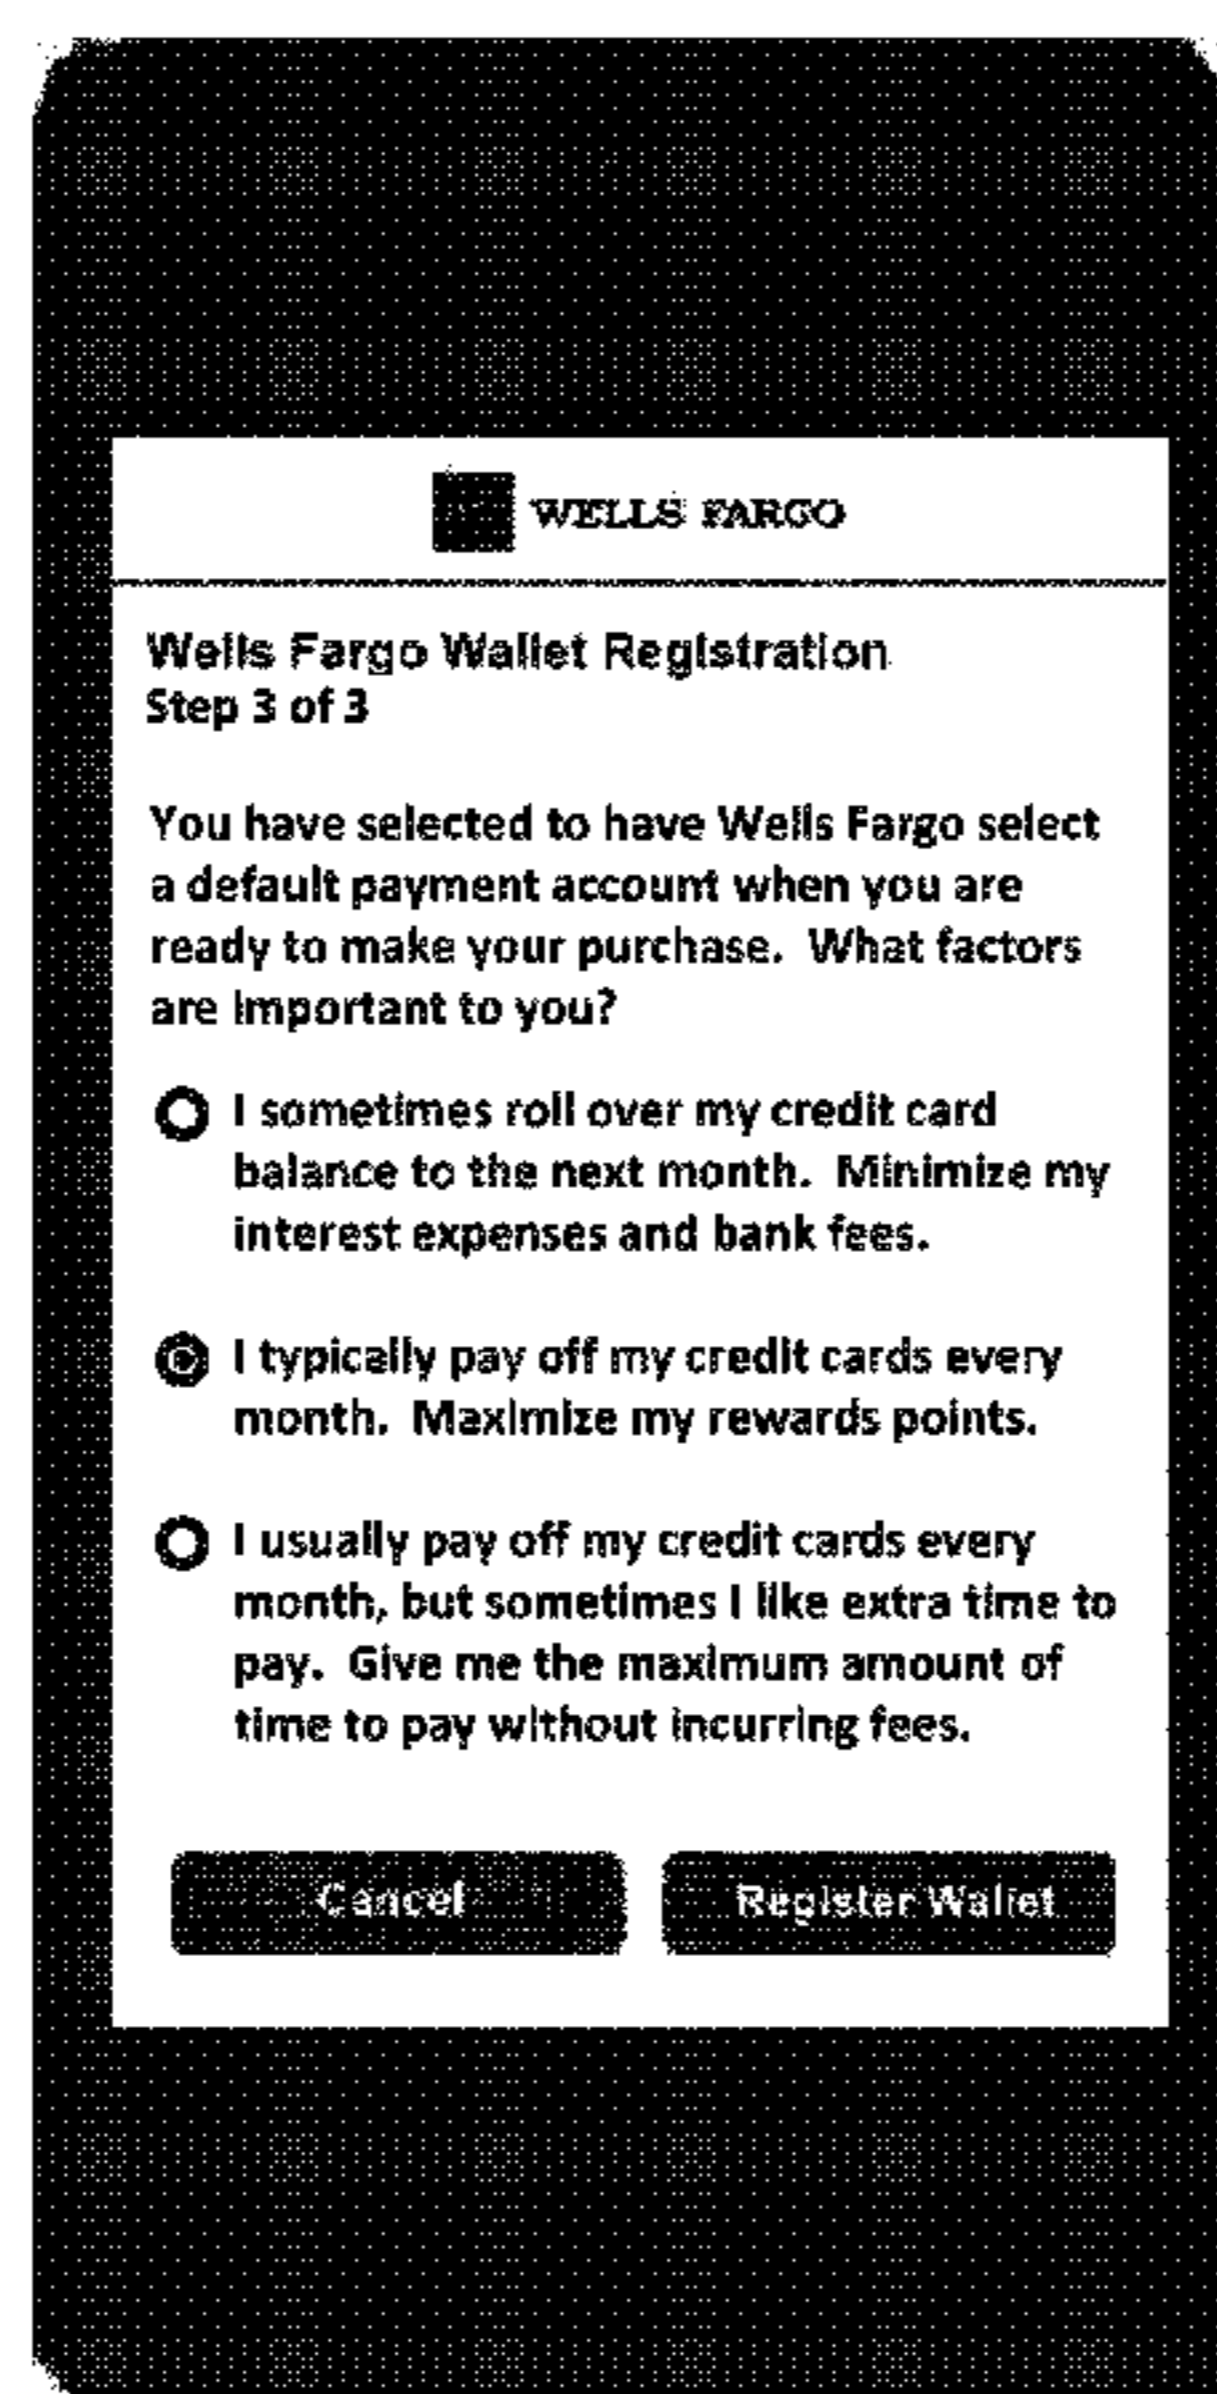 WELLS FARGO
Wells Fargo Wallet Registration
Step 3 of 3
You have selected to have Wells Fargo select
a default payment account when you are
ready to make your purchase.  What factors
are important to you?
I sometimes roll over my credit card
balance to the next month.  Minimize my
interest expenses and bank fees.
I typically pay off my credit cards every
month.  Maximize my rewards points.
I usually pay off my credit cards every
month, but sometimes I like extra time to
pay.  Give me the maximum amount of
time to pay without incurring fees.
Cancel
Register Wallet